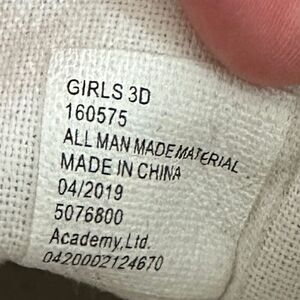 GIRLS 3D
160575
ALL MAN MADE MATERIAL
MADE IN CHINA
04/2019
5076800
Academy,Ltd.
0420002124670